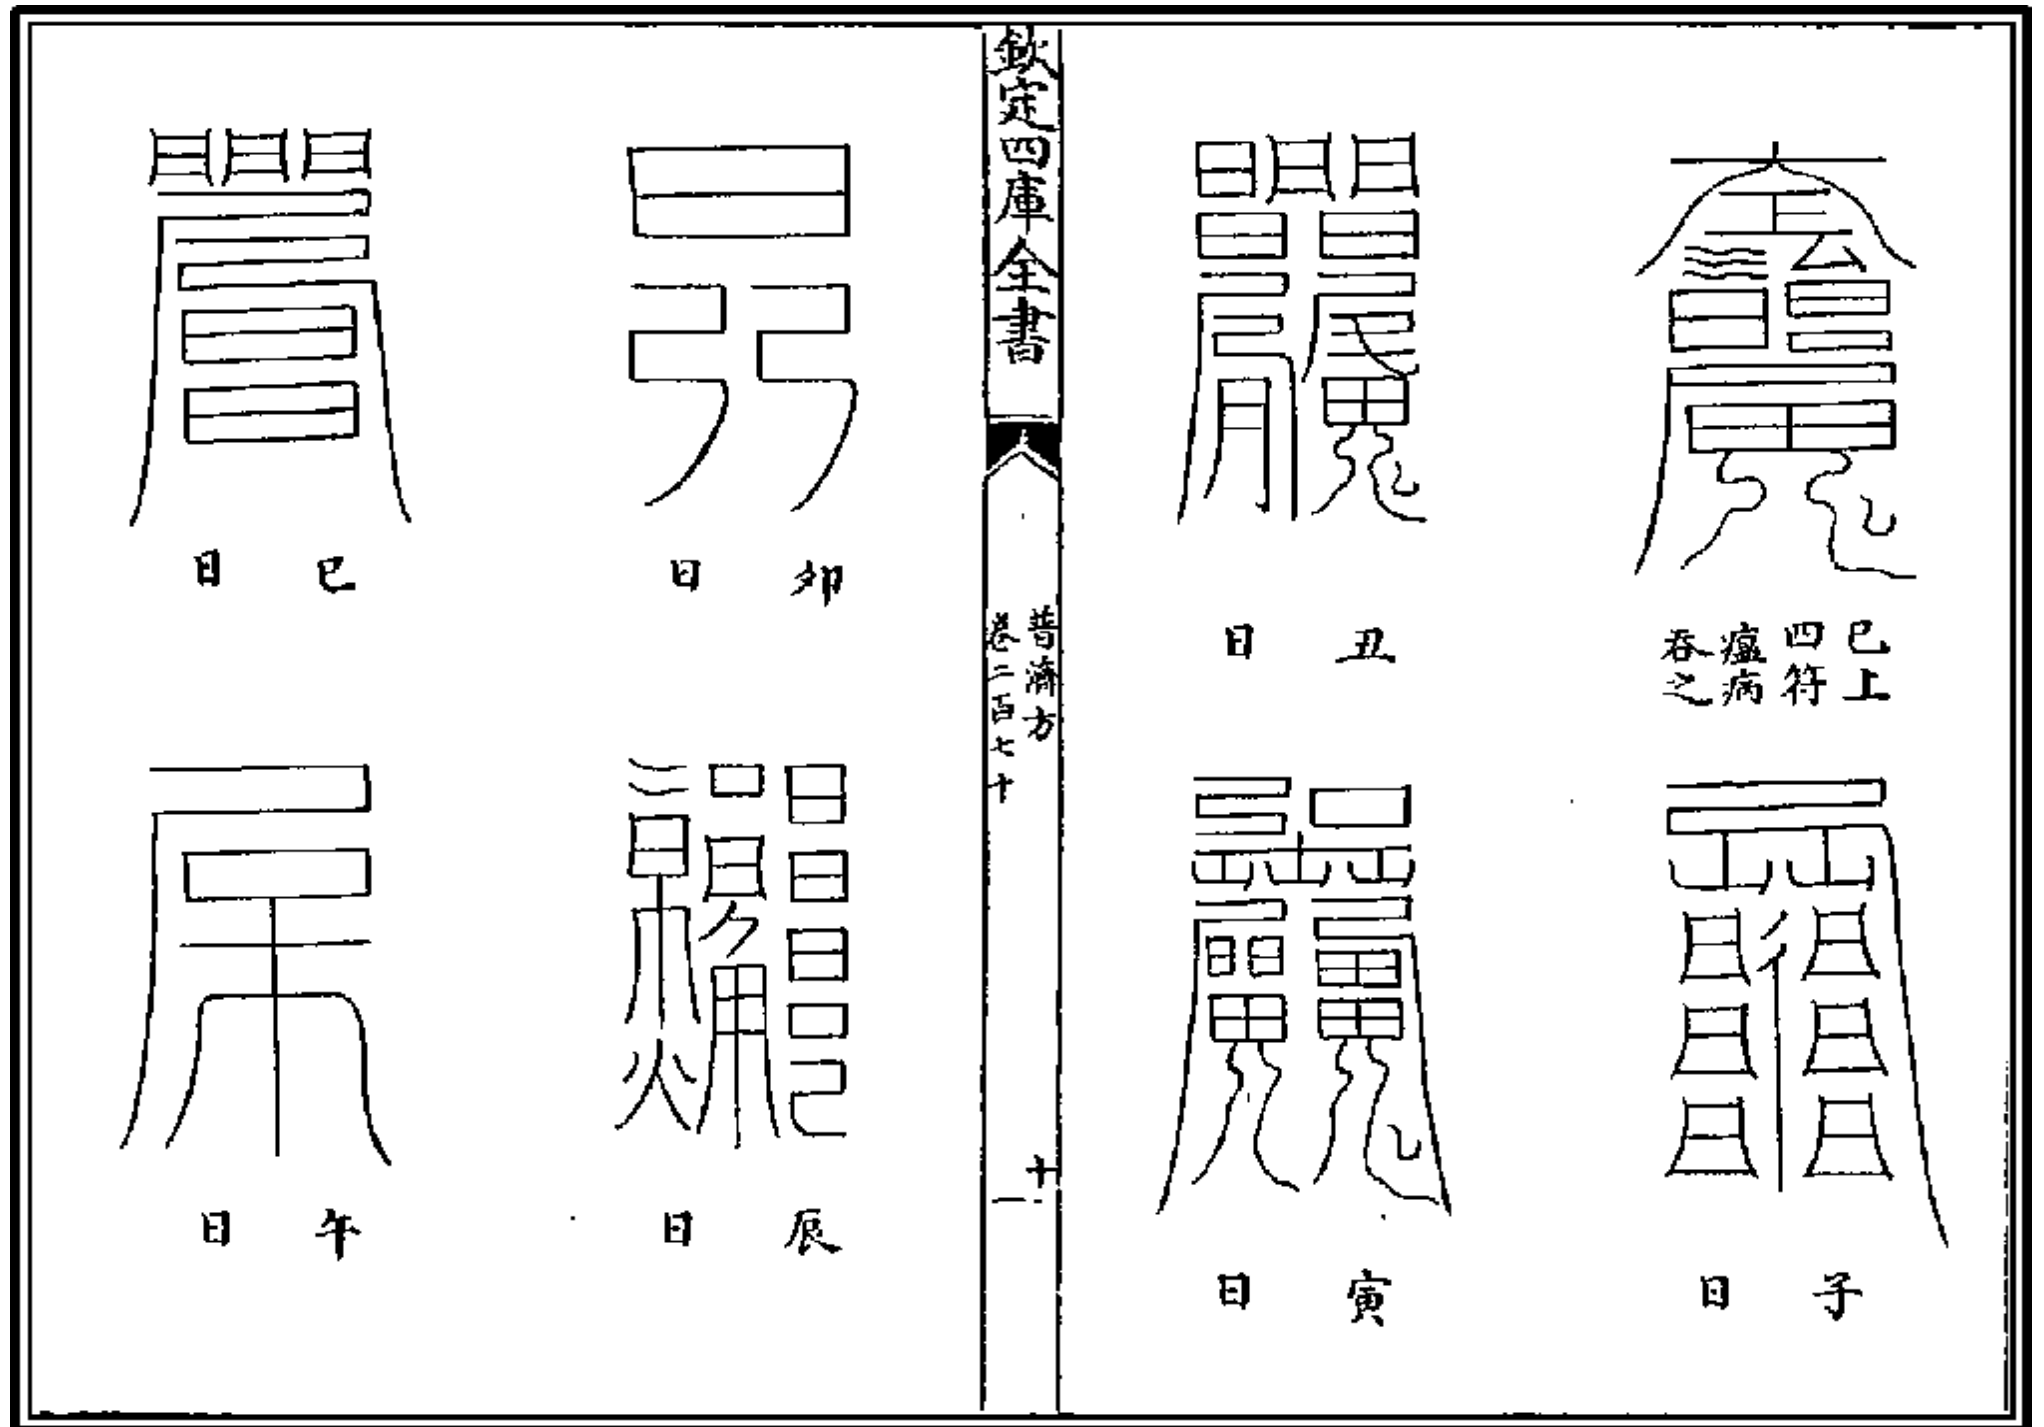 已上
四符
瘟病
吞之
子日
丑日
寅日
欽定四庫全書
普濟方
卷二百七十
十一
卯日
辰日
巳日
午日